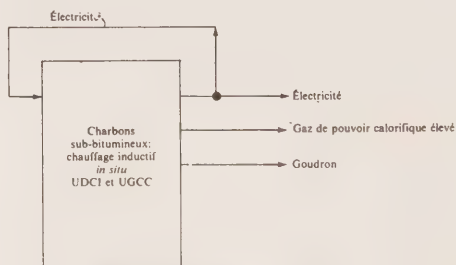 Électricité
Électricité
Charbons
sub-bitumineux:
chauffage inductif
in situ
UDCI et UGCC
Gaz de pouvoir calorifique élevé
Goudron